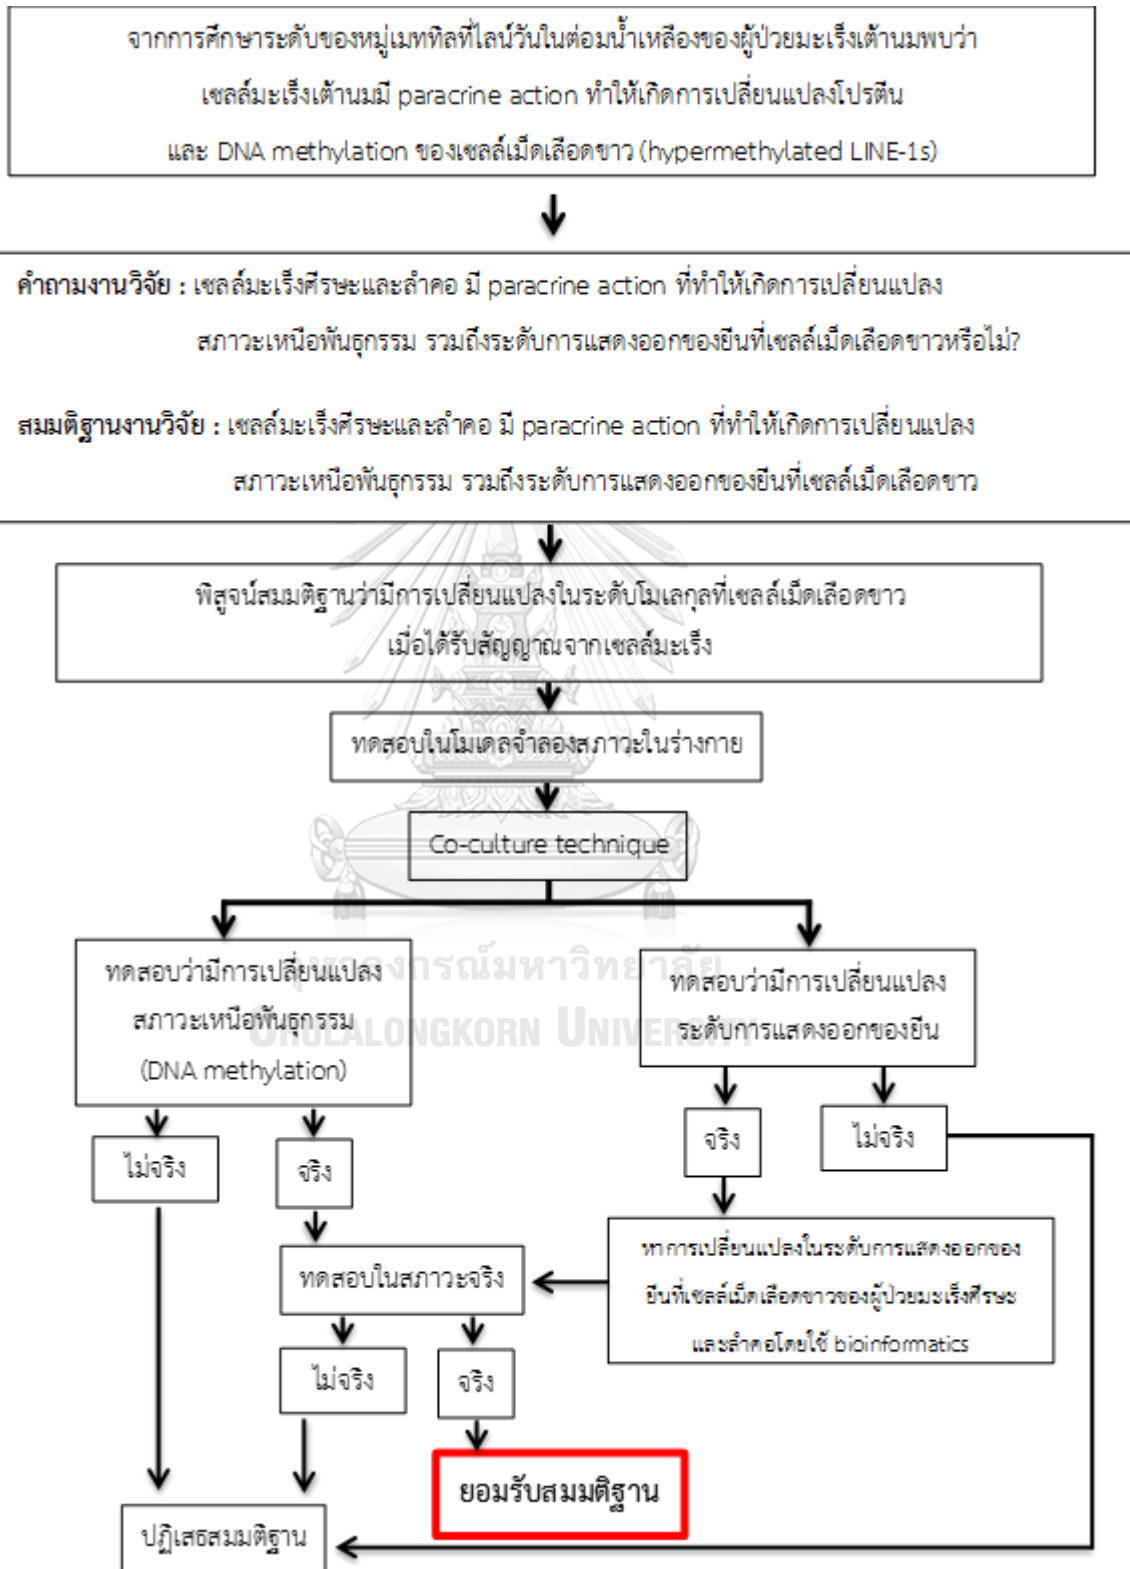 จากการศึกษาระดับของหมู่เมททิลที่ไลน์วันในต่อมน้ำเหลืองของผู้ป่วยมะเร็งเต้านมพบว่า
เซลล์มะเร็งเต้านมมี paracrine action ทำให้เกิดการเปลี่ยนแปลงโปรตีน
และ DNA methylation ของเซลล์เม็ดเลือดขาว (hypermethylated LINE-1s)
คำถามงานวิจัย : เซลล์มะเร็งศีรษะและลำคอ มี paracrine action ที่ทำให้เกิดการเปลี่ยนแปลง
สภาวะเหนือพันธุกรรม รวมถึงระดับการแสดงออกของยีนที่เซลล์เม็ดเลือดขาวหรือไม่?
สมมติฐานงานวิจัย : เซลล์มะเร็งศีรษะและลำคอ มี paracrine action ที่ทำให้เกิดการเปลี่ยนแปลง
สภาวะเหนือพันธุกรรม รวมถึงระดับการแสดงออกของยีนที่เซลล์เม็ดเลือดขาว
พิสูจน์สมมติฐานว่ามีการเปลี่ยนแปลงในระดับโมเลกุลที่เซลล์เม็ดเลือดขาว
เมื่อได้รับสัญญาณจากเซลล์มะเร็ง
ทดสอบในโมเดลจำลองสภาวะในร่างกาย
Co-culture technique
ทดสอบว่ามีการเปลี่ยนแปลง
สภาวะเหนือพันธุกรรม
(DNA methylation)
ทดสอบว่ามีการเปลี่ยนแปลง
ระดับการแสดงออกของยีน
จุฬาลงกรณ์มหาวิทยาลัย
CHULALONGKORN UNIVERSITY
ไม่จริง
จริง
จริง
ไม่จริง
ทดสอบในสภาวะจริง
หาการเปลี่ยนแปลงในระดับการแสดงออกของ
ยีนที่เซลล์เม็ดเลือดขาวของผู้ป่วยมะเร็งศีรษะ
และลำคอโดยใช้ bioinformatics
ไม่จริง
จริง
ยอมรับสมมติฐาน
ปฏิเสธสมมติฐาน